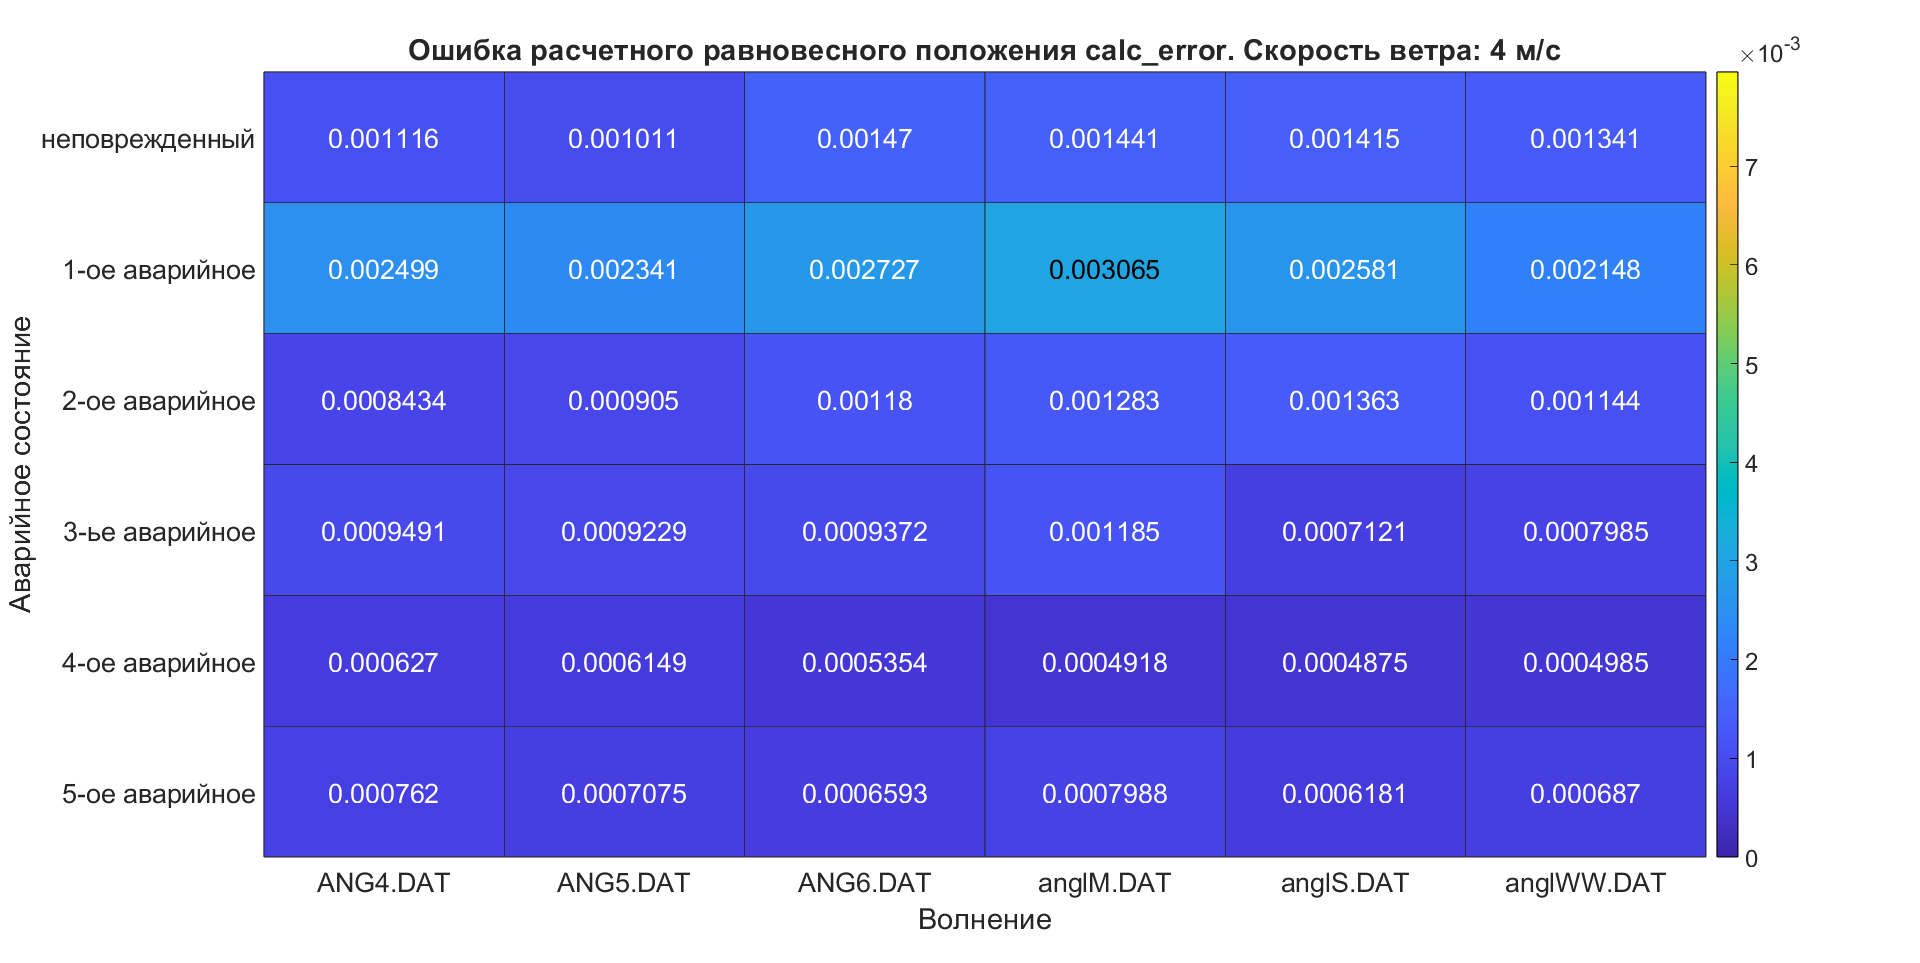 Ошибка расчетного равновесного положения calc_error. Скорость ветра: 4 м/с
×10-3
неповрежденный 0.001116 0.001011 0.00147 0.001441 0.001415 0.001341
7
1-ое аварийное 0.002499 0.002341 0.002727 0.003065 0.002581 0.002148
6
5
2-ое аварийное 0.0008434 0.000905 0.00118 0.001283 0.001363 0.001144
4
Аварийное состояние
3-ье аварийное 0.0009491 0.0009229 0.0009372 0.001185 0.0007121 0.0007985
3
4-ое аварийное 0.000627 0.0006149 0.0005354 0.0004918 0.0004875 0.0004985
2
1
5-ое аварийное 0.000762 0.0007075 0.0006593 0.0007988 0.0006181 0.000687
0
ANG4.DAT ANG5.DAT ANG6.DAT anglM.DAT anglS.DAT anglWW.DAT
Волнение